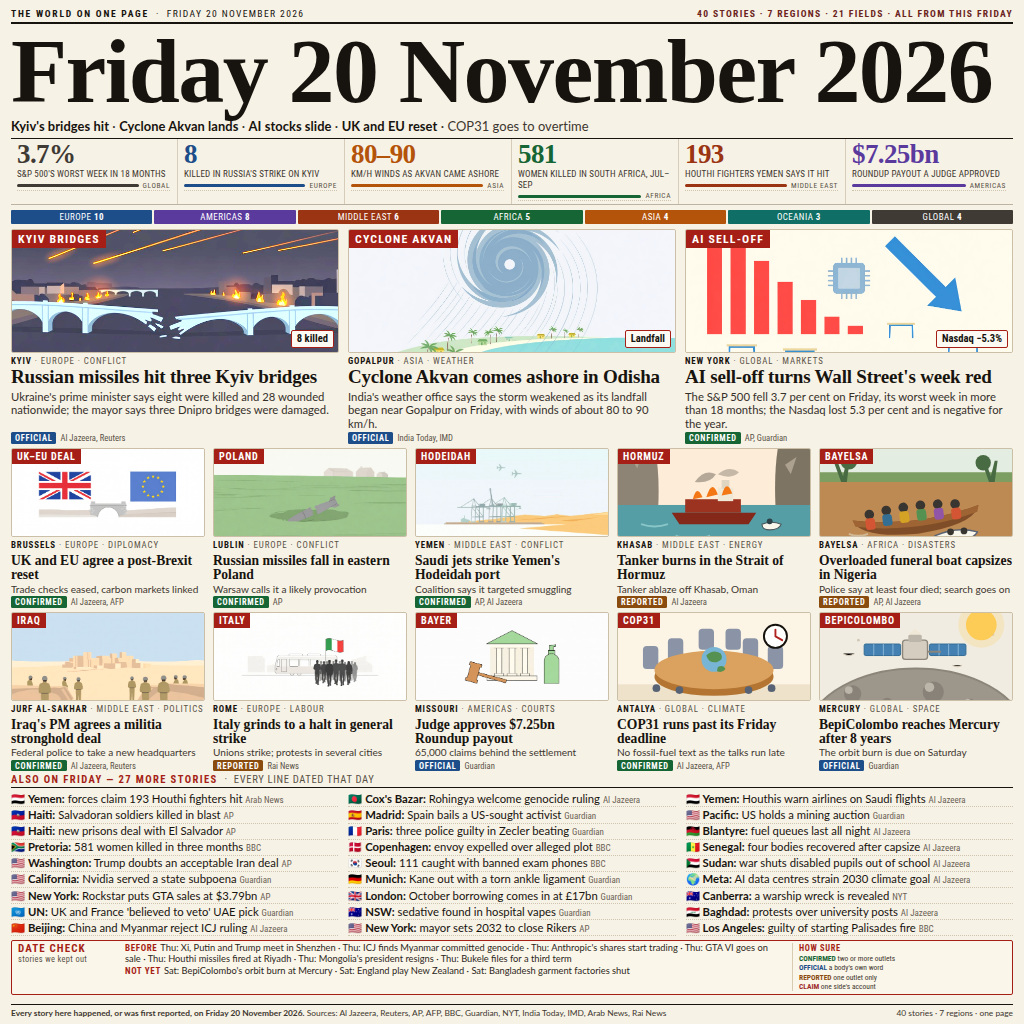 THE WORLD ON ONE PAGE · FRIDAY 20 NOVEMBER 2026
40 STORIES · 7 REGIONS · 21 FIELDS · ALL FROM THIS FRIDAY
Friday 20 November 2026
Kyiv's bridges hit · Cyclone Akvan lands · AI stocks slide · UK and EU reset · COP31 goes to overtime
3.7%
S&P 500'S WORST WEEK IN 18 MONTHS
GLOBAL
8
KILLED IN RUSSIA'S STRIKE ON KYIV
EUROPE
80–90
KM/H WINDS AS AKVAN CAME ASHORE
ASIA
581
WOMEN KILLED IN SOUTH AFRICA, JUL–
SEP
AFRICA
193
HOUTHI FIGHTERS YEMEN SAYS IT HIT
MIDDLE EAST
$7.25bn
ROUNDUP PAYOUT A JUDGE APPROVED
AMERICAS
EUROPE 10
AMERICAS 8
MIDDLE EAST 6
AFRICA 5
ASIA 4
OCEANIA 3
GLOBAL 4
KYIV BRIDGES
8 killed
KYIV · EUROPE · CONFLICT
Russian missiles hit three Kyiv bridges
Ukraine's prime minister says eight were killed and 28 wounded
nationwide; the mayor says three Dnipro bridges were damaged.
OFFICIAL Al Jazeera, Reuters
CYCLONE AKVAN
Landfall
GOPALPUR · ASIA · WEATHER
Cyclone Akvan comes ashore in Odisha
India's weather office says the storm weakened as its landfall
began near Gopalpur on Friday, with winds of about 80 to 90
km/h.
OFFICIAL India Today, IMD
AI SELL-OFF
Nasdaq −5.3%
NEW YORK · GLOBAL · MARKETS
AI sell-off turns Wall Street's week red
The S&P 500 fell 3.7 per cent on Friday, its worst week in more
than 18 months; the Nasdaq lost 5.3 per cent and is negative for
the year.
CONFIRMED AP, Guardian
UK–EU DEAL
BRUSSELS · EUROPE · DIPLOMACY
UK and EU agree a post-Brexit
reset
Trade checks eased, carbon markets linked
CONFIRMED Al Jazeera, AFP
POLAND
LUBLIN · EUROPE · CONFLICT
Russian missiles fall in eastern
Poland
Warsaw calls it a likely provocation
CONFIRMED AP
HODEIDAH
YEMEN · MIDDLE EAST · CONFLICT
Saudi jets strike Yemen's
Hodeidah port
Coalition says it targeted smuggling
CONFIRMED AP, Al Jazeera
HORMUZ
KHASAB · MIDDLE EAST · ENERGY
Tanker burns in the Strait of
Hormuz
Tanker ablaze off Khasab, Oman
REPORTED Al Jazeera
BAYELSA
BAYELSA · AFRICA · DISASTERS
Overloaded funeral boat capsizes
in Nigeria
Police say at least four died; search goes on
REPORTED AP, Al Jazeera
IRAQ
JURF AL-SAKHAR · MIDDLE EAST · POLITICS
Iraq's PM agrees a militia
stronghold deal
Federal police to take a new headquarters
CONFIRMED Al Jazeera
ITALY
ROME · EUROPE · LABOUR
Italy grinds to a halt in general
strike
Unions strike; protests in several cities
REPORTED Rai News
BAYER
MISSOURI · AMERICAS · COURTS
Judge approves $7.25bn
Roundup payout
65,000 claims behind the settlement
OFFICIAL Guardian
COP31
ANTALYA · GLOBAL · CLIMATE
COP31 runs past its Friday
deadline
No fossil-fuel text as the talks run late
CONFIRMED Al Jazeera, AFP
BEPICOLOMBO
MERCURY · GLOBAL · SPACE
BepiColombo reaches Mercury
after 8 years
The orbit burn is due on Saturday
OFFICIAL Guardian
ALSO ON FRIDAY — 27 MORE STORIES · EVERY LINE DATED THAT DAY
Yemen: forces claim 193 Houthi fighters hit Arab News
Haiti: Salvadoran soldiers killed in blast AP
Haiti: new prisons deal with El Salvador AP
Pretoria: 581 women killed in three months BBC
Washington: Trump doubts an acceptable Iran deal AP
California: Nvidia served a state subpoena Guardian
New York: Rockstar puts GTA sales at $3.79bn AP
UN: UK and France 'believed to veto' UAE pick Guardian
Beijing: China and Myanmar reject ICJ ruling Al Jazeera
Cox's Bazar: Rohingya welcome genocide ruling Al Jazeera
Madrid: Spain bails a US-sought activist Guardian
Paris: three police guilty in Zecler beating Guardian
Copenhagen: envoy expelled over alleged plot BBC
Seoul: 111 caught with banned exam phones BBC
Munich: Kane out with a torn ankle ligament Guardian
London: October borrowing comes in at £17bn Guardian
NSW: sedative found in hospital vapes Guardian
New York: mayor sets 2032 to close Rikers AP
Yemen: Houthis warn airlines on Saudi flights Al Jazeera
Pacific: US holds a mining auction Guardian
Blantyre: fuel queues last all night Al Jazeera
Senegal: four bodies recovered after capsize Al Jazeera
Sudan: war shuts disabled pupils out of school Al Jazeera
Meta: AI data centres strain 2030 climate goal Al Jazeera
Canberra: a warship wreck is revealed NYT
Baghdad: protests over university posts Al Jazeera
Los Angeles: guilty of starting Palisades fire BBC
DATE CHECK
stories we kept out
BEFORE Thu: Xi, Putin and Trump meet in Shenzhen · Thu: ICJ finds Myanmar committed genocide · Thu: Anthropic's shares start trading · Thu: GTA VI goes on
sale · Thu: Houthi missiles fired at Riyadh · Thu: Mongolia's president resigns · Thu: Bukele files for a third term
NOT YET Sat: BepiColombo's orbit burn at Mercury · Sat: England play New Zealand · Sat: Bangladesh garment factories shut
HOW SURE
CONFIRMED two or more outlets
OFFICIAL a body's own word
REPORTED one outlet only
CLAIM one side's account
Every story here happened, or was first reported, on Friday 20 November 2026. Sources: Al Jazeera, Reuters, AP, AFP, BBC, Guardian, NYT, India Today, IMD, Arab News, Rai News
40 stories · 7 regions · one page